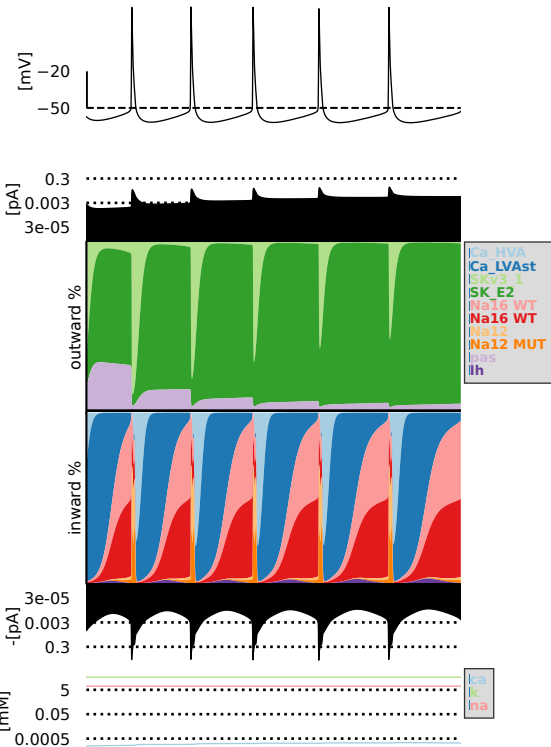 [mV]
−20
−50
[pA]
0.3
0.003
3e-05
outward %
Ca_HVA
Ca_LVAst
SKv3_1
SK_E2
Na16 WT
Na16 WT
Na12
Na12 MUT
pas
Ih
inward %
3e-05
0.003
0.3
-[pA]
ca
k
na
5
0.05
0.0005
[mM]